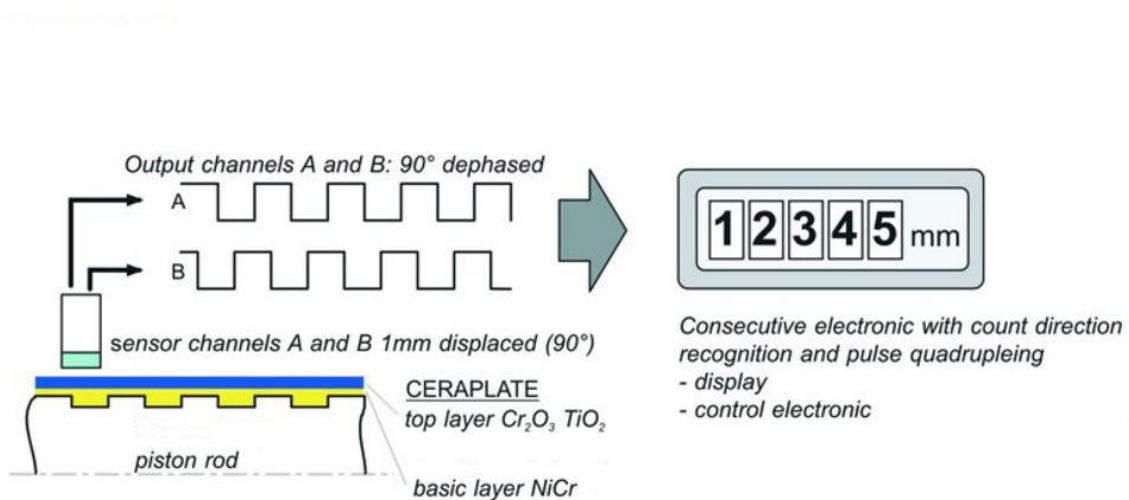 Output channels A and B: 90° dephased
A
B
12345 mm
sensor channels A and B 1mm displaced (90°)
Consecutive electronic with count direction
recognition and pulse quadrupleing
- display
- control electronic
CERAPLATE
top layer Cr₂O₃ TiO₂
piston rod
basic layer NiCr